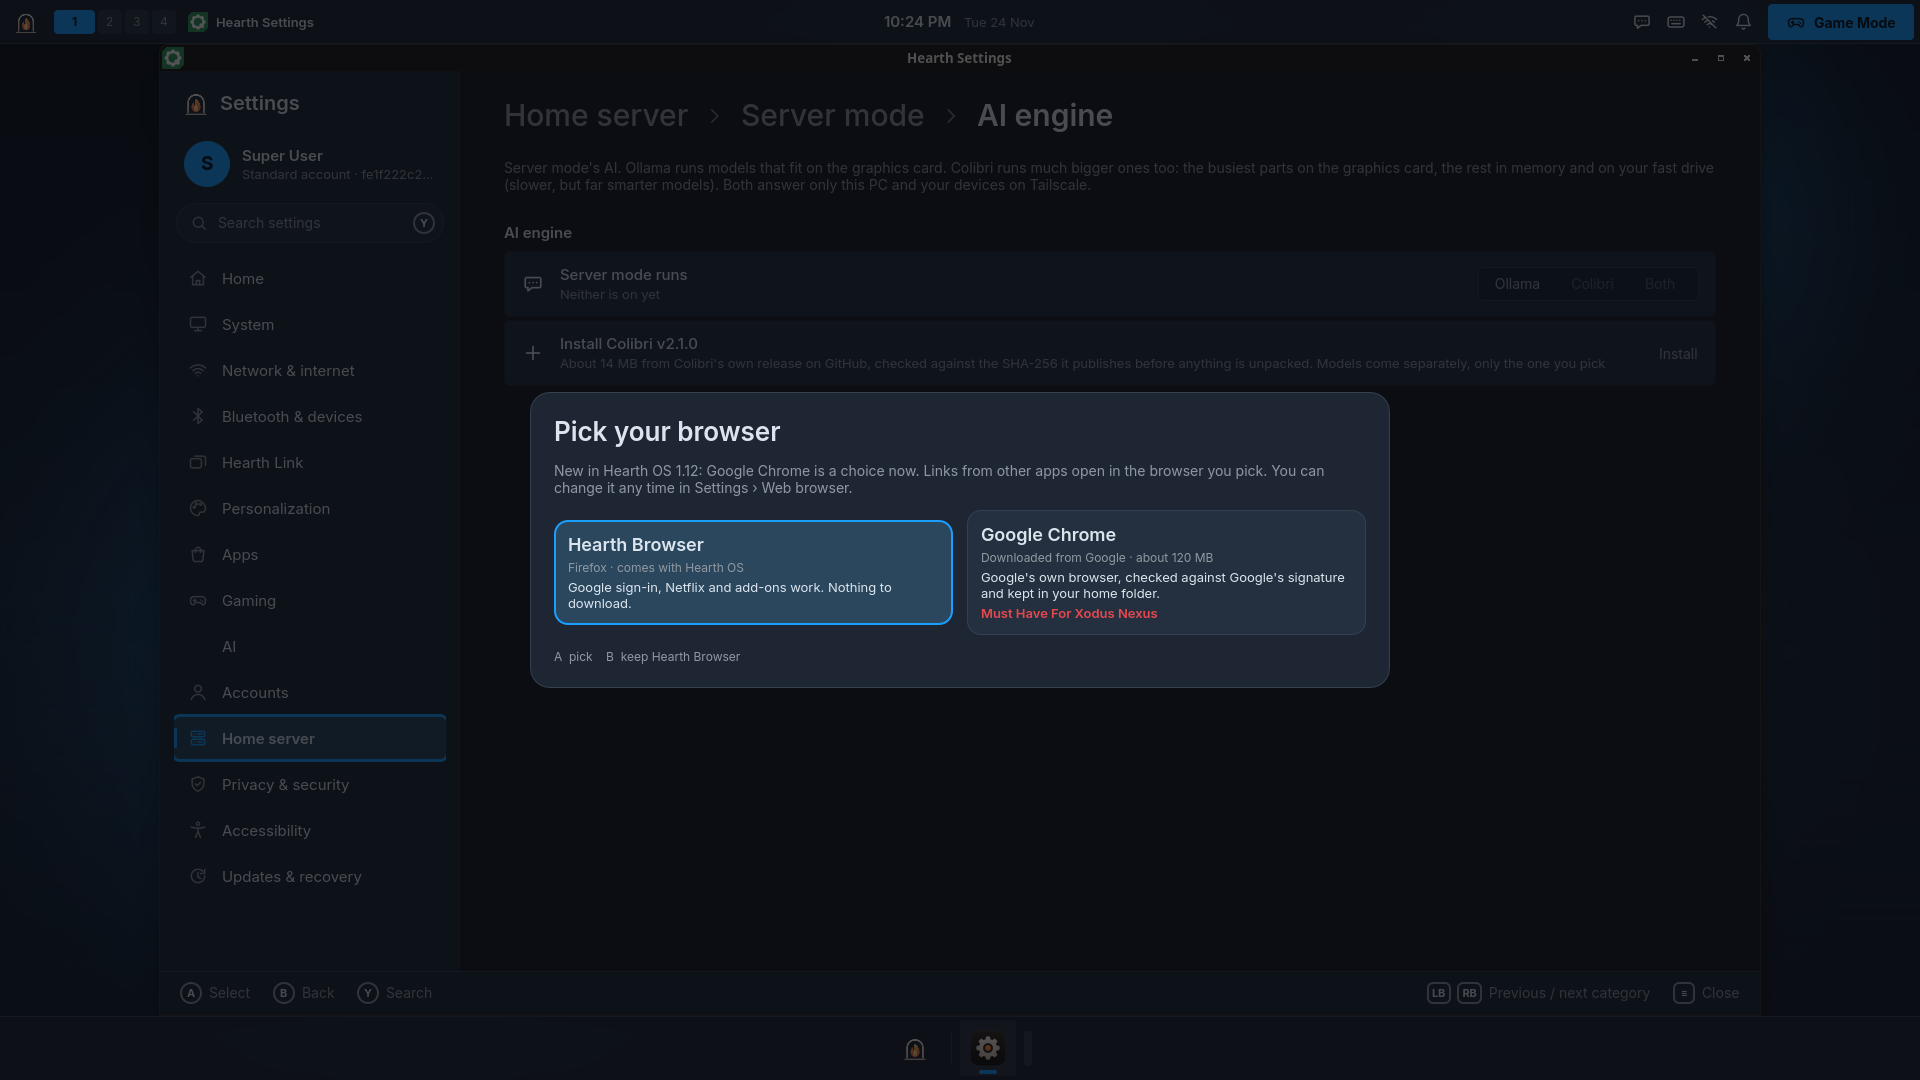 1
2
3
4
Hearth Settings
10:24 PM
Tue 24 Nov
Game Mode
Hearth Settings
Settings
S
Super User
Standard account · fe1f222c2...
Search settings
Y
Home
System
Network & internet
Bluetooth & devices
Hearth Link
Personalization
Apps
Gaming
AI
Accounts
Home server
Privacy & security
Accessibility
Updates & recovery
Home server > Server mode > AI engine
Server mode's AI. Ollama runs models that fit on the graphics card. Colibri runs much bigger ones too: the busiest parts on the graphics card, the rest in memory and on your fast drive
(slower, but far smarter models). Both answer only this PC and your devices on Tailscale.
AI engine
Server mode runs
Neither is on yet
Ollama
Colibri
Both
Install Colibri v2.1.0
About 14 MB from Colibri's own release on GitHub, checked against the SHA-256 it publishes before anything is unpacked. Models come separately, only the one you pick
Install
Pick your browser
New in Hearth OS 1.12: Google Chrome is a choice now. Links from other apps open in the browser you pick. You can
change it any time in Settings › Web browser.
Hearth Browser
Firefox · comes with Hearth OS
Google sign-in, Netflix and add-ons work. Nothing to
download.
Google Chrome
Downloaded from Google · about 120 MB
Google's own browser, checked against Google's signature
and kept in your home folder.
Must Have For Xodus Nexus
A pick B keep Hearth Browser
A Select
B Back
Y Search
LB RB Previous / next category
Close